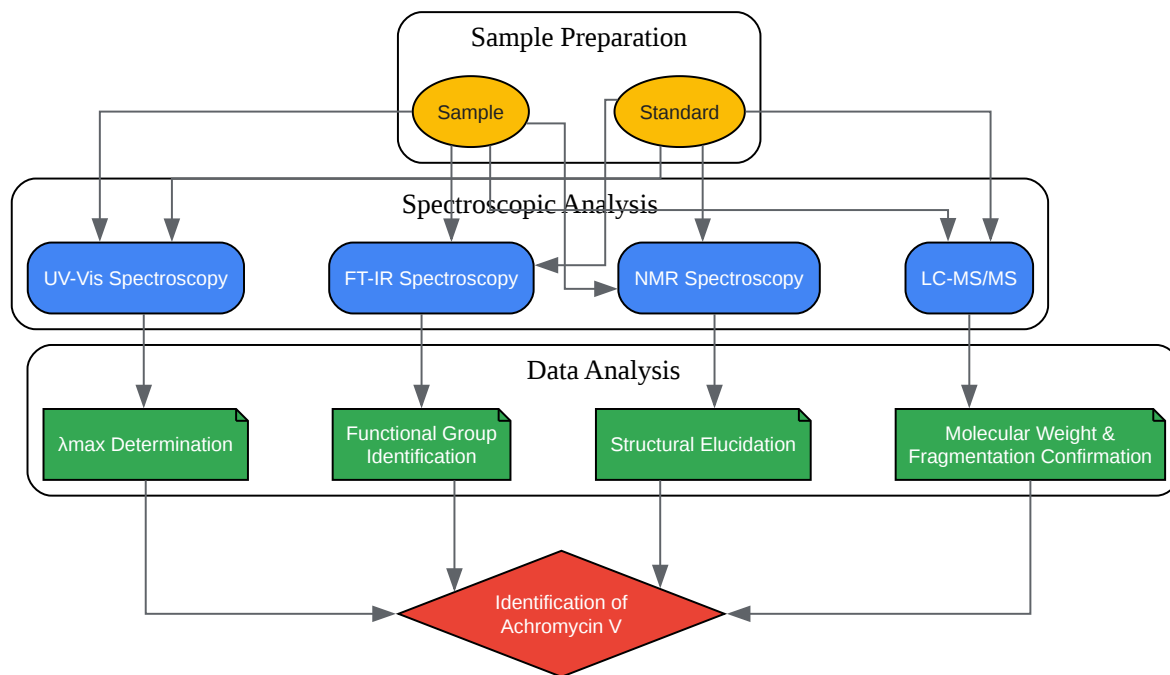 Sample Preparation
Sample
Standard
Spectroscopic Analysis
UV-Vis Spectroscopy
FT-IR Spectroscopy
NMR Spectroscopy
LC-MS/MS
Data Analysis
λmax Determination
Functional Group
Identification
Structural Elucidation
Molecular Weight &
Fragmentation Confirmation
Identification of
Achromycin V